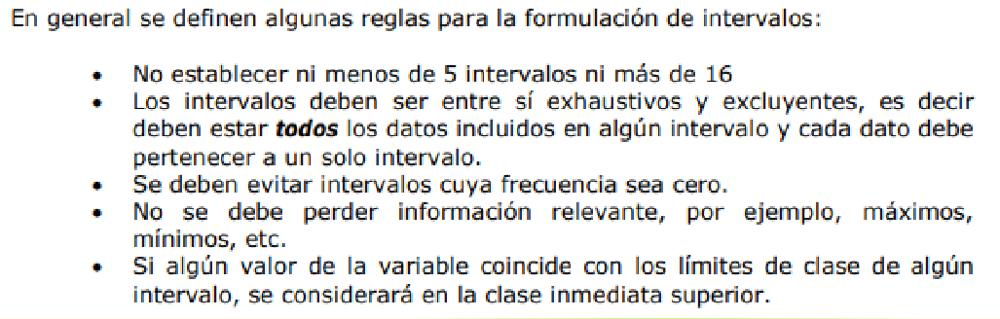 En general se definen algunas reglas para la formulación de intervalos:
• No establecer ni menos de 5 intervalos ni más de 16
• Los intervalos deben ser entre sí exhaustivos y excluyentes, es decir
deben estar todos los datos incluidos en algún intervalo y cada dato debe
pertenecer a un solo intervalo.
• Se deben evitar intervalos cuya frecuencia sea cero.
• No se debe perder información relevante, por ejemplo, máximos,
mínimos, etc.
• Si algún valor de la variable coincide con los límites de clase de algún
intervalo, se considerará en la clase inmediata superior.